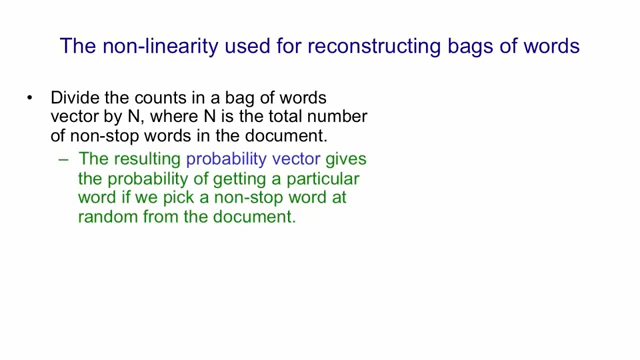 The non-linearity used for reconstructing bags of words
• Divide the counts in a bag of words
vector by N, where N is the total number
of non-stop words in the document.
– The resulting probability vector gives
the probability of getting a particular
word if we pick a non-stop word at
random from the document.